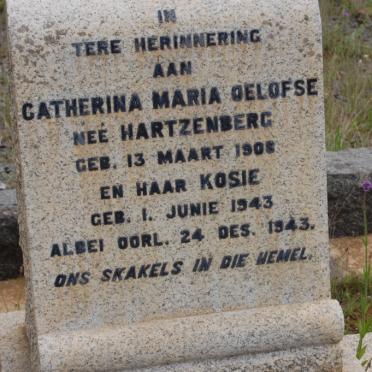 IN
TERE HERINNERING
AAN
CATHERINA MARIA OELOFSE
NEÉ HARTZENBERG
GEB. 13 MAART 1908
EN HAAR KOSIE
GEB. 1. JUNIE 1943
ALBEI OORL. 24 DES. 1943.
ONS SKAKELS IN DIE HEMEL.